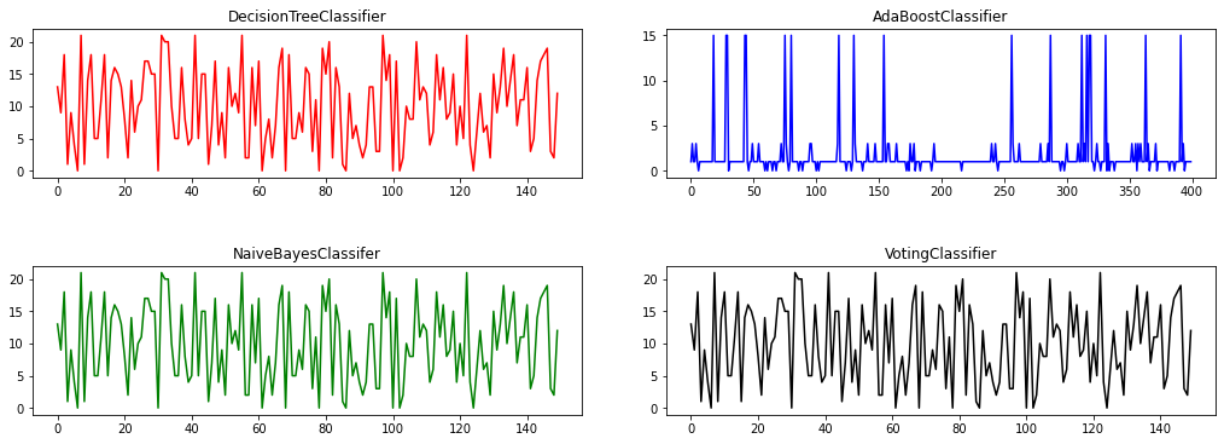 DecisionTreeClassifier
20
15
10
5
0
0 20 40 60 80 100 120 140
AdaBoostClassifier
15
10
5
0
0 50 100 150 200 250 300 350 400
NaiveBayesClassifer
20
15
10
5
0
0 20 40 60 80 100 120 140
VotingClassifier
20
15
10
5
0
0 20 40 60 80 100 120 140